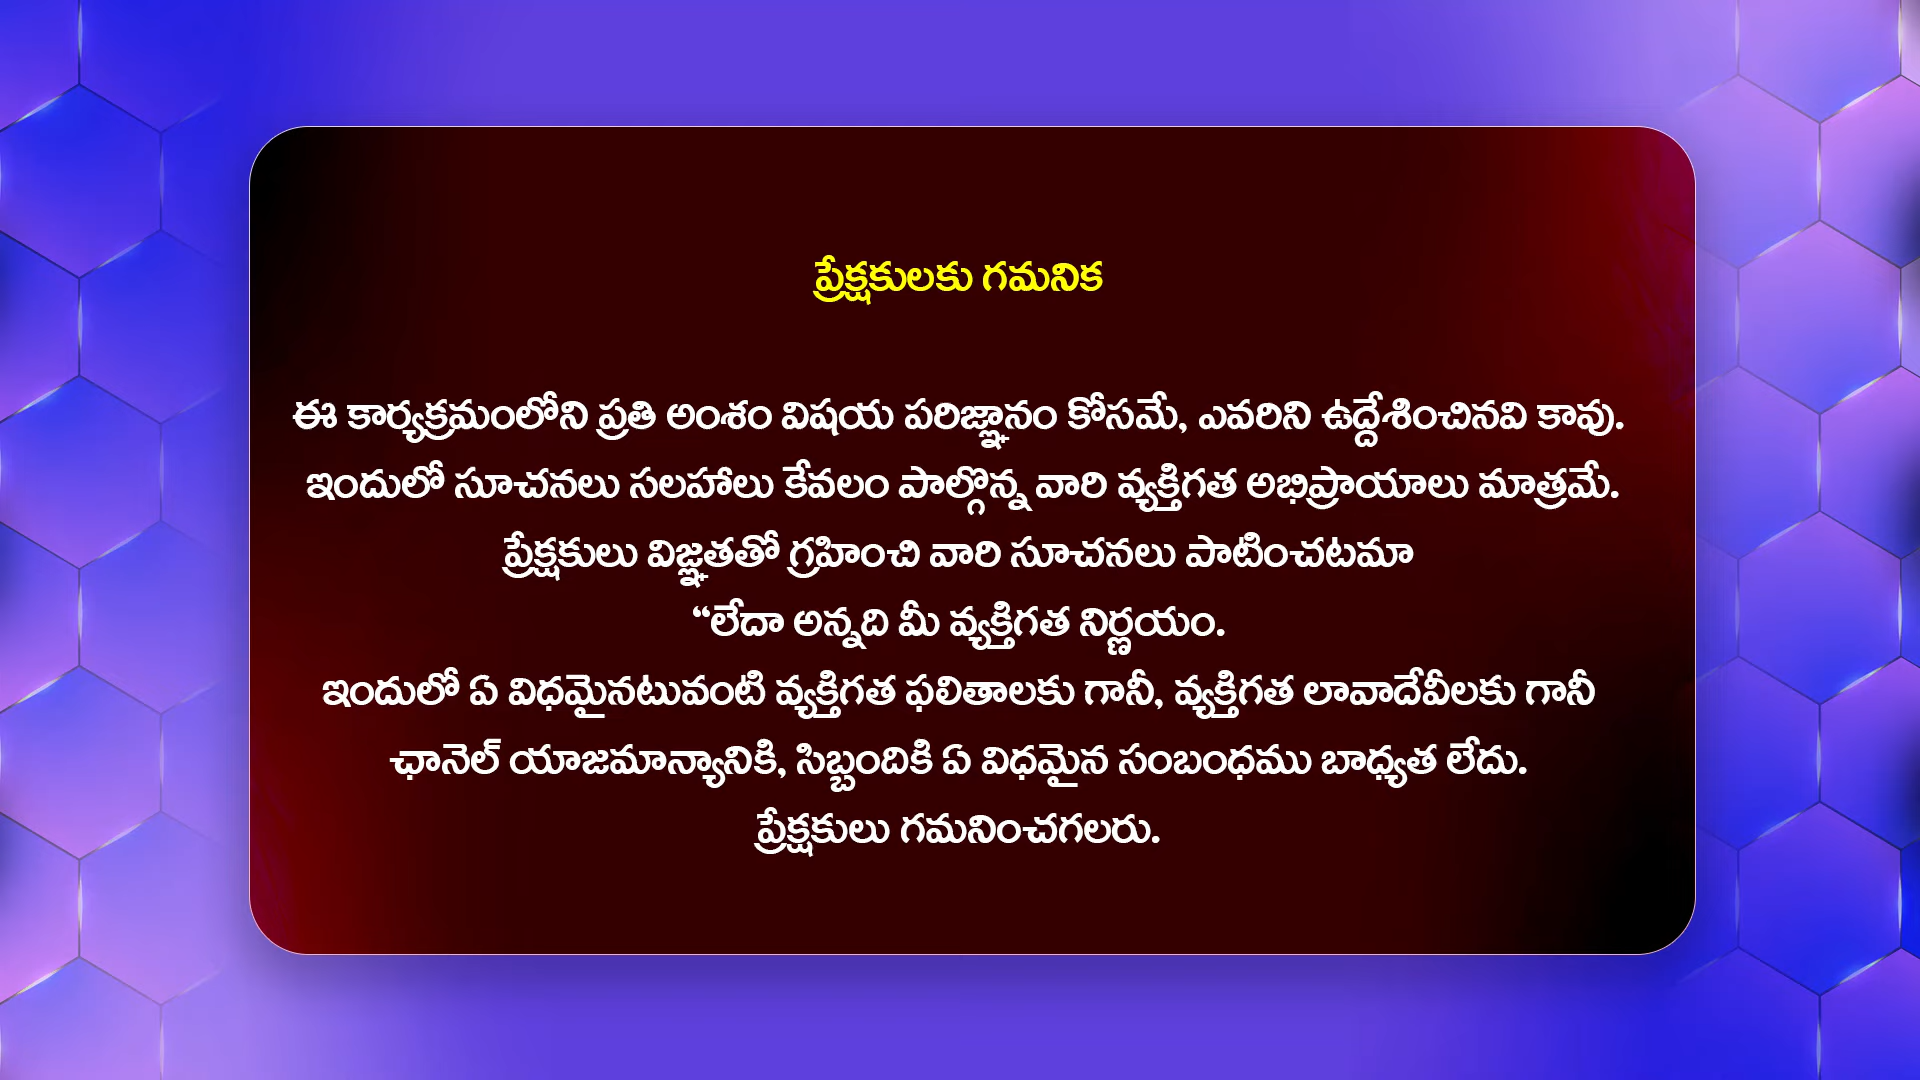 ప్రేక్షకులకు గమనిక
ఈ కార్యక్రమంలోని ప్రతి అంశం విషయ పరిజ్ఞానం కోసమే, ఎవరిని ఉద్దేశించినవి కావు.
ఇందులో సూచనలు సలహాలు కేవలం పాల్గొన్న వారి వ్యక్తిగత అభిప్రాయాలు మాత్రమే.
ప్రేక్షకులు విజ్ఞతతో గ్రహించి వారి సూచనలు పాటించటమా
“లేదా అన్నది మీ వ్యక్తిగత నిర్ణయం.
ఇందులో ఏ విధమైనటువంటి వ్యక్తిగత ఫలితాలకు గానీ, వ్యక్తిగత లావాదేవీలకు గానీ
ఛానెల్ యాజమాన్యానికి, సిబ్బందికి ఏ విధమైన సంబంధము బాధ్యత లేదు.
ప్రేక్షకులు గమనించగలరు.